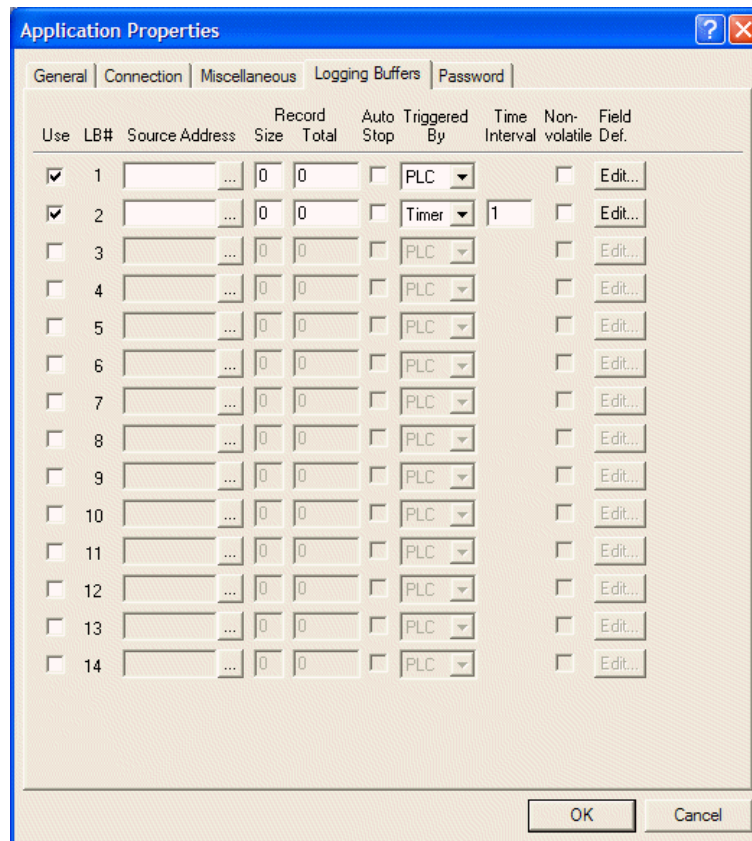 Application Properties
General Connection Miscellaneous Logging Buffers Password
Record Auto Triggered Time Non- Field
Use LB# Source Address Size Total Stop By Interval volatile Def.
1 ... 0 0 PLC Edit...
2 ... 0 0 Timer 1 Edit...
3 ... 0 0 PLC Edit...
4 ... 0 0 PLC Edit...
5 ... 0 0 PLC Edit...
6 ... 0 0 PLC Edit...
7 ... 0 0 PLC Edit...
8 ... 0 0 PLC Edit...
9 ... 0 0 PLC Edit...
10 ... 0 0 PLC Edit...
11 ... 0 0 PLC Edit...
12 ... 0 0 PLC Edit...
13 ... 0 0 PLC Edit...
14 ... 0 0 PLC Edit...
OK Cancel